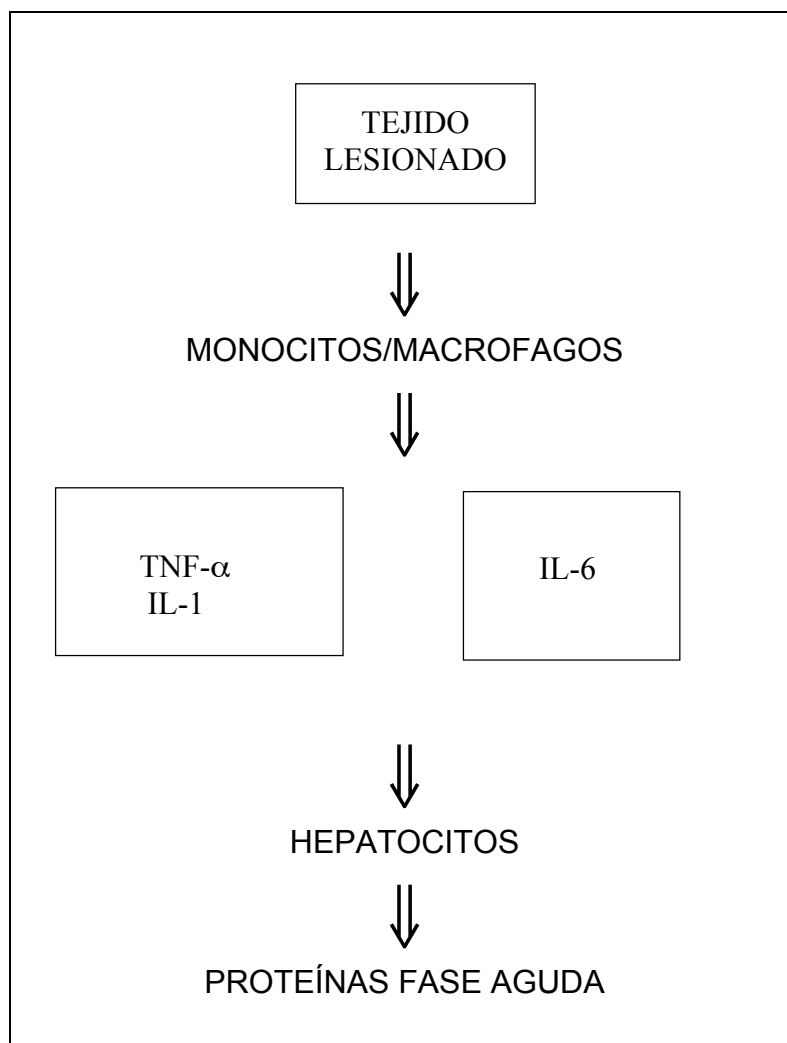 TEJIDO
LESIONADO
MONOCITOS/MACROFAGOS
TNF-α
IL-1
IL-6
HEPATOCITOS
PROTEÍNAS FASE AGUDA